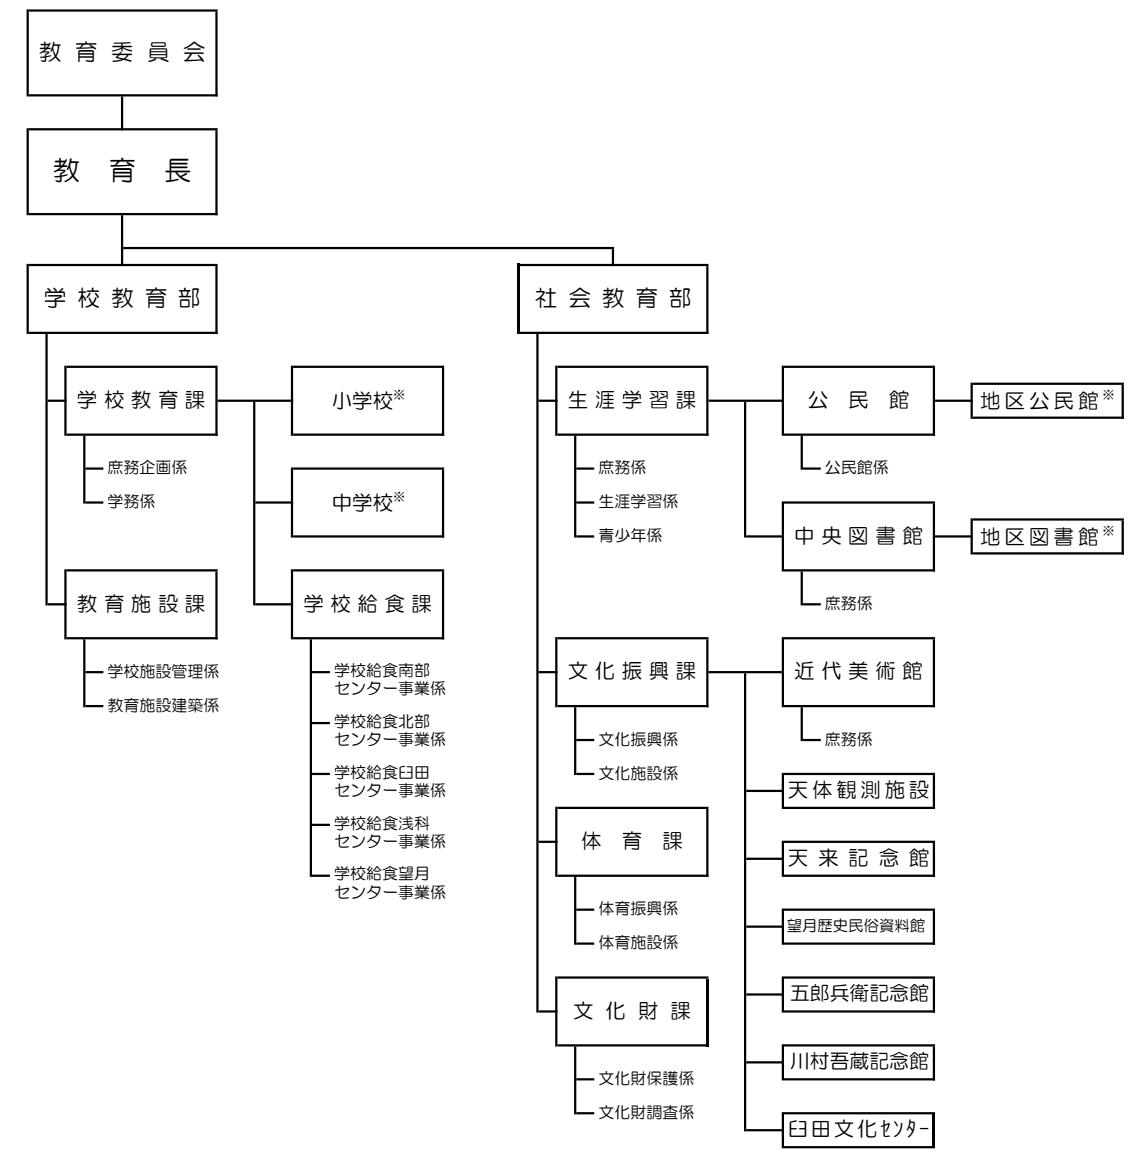 教育委員会
教育長
学校教育部
学校教育課
庶務企画係
学務係
小学校※
中学校※
学校給食課
学校給食南部
センター事業係
学校給食北部
センター事業係
学校給食臼田
センター事業係
学校給食浅科
センター事業係
学校給食望月
センター事業係
教育施設課
学校施設管理係
教育施設建築係
社会教育部
生涯学習課
庶務係
生涯学習係
青少年係
公民館
公民館係
地区公民館※
中央図書館
庶務係
地区図書館※
文化振興課
文化振興係
文化施設係
近代美術館
庶務係
天体観測施設
天来記念館
望月歴史民俗資料館
五郎兵衛記念館
川村吾蔵記念館
臼田文化ｾﾝﾀｰ
体育課
体育振興係
体育施設係
文化財課
文化財保護係
文化財調査係